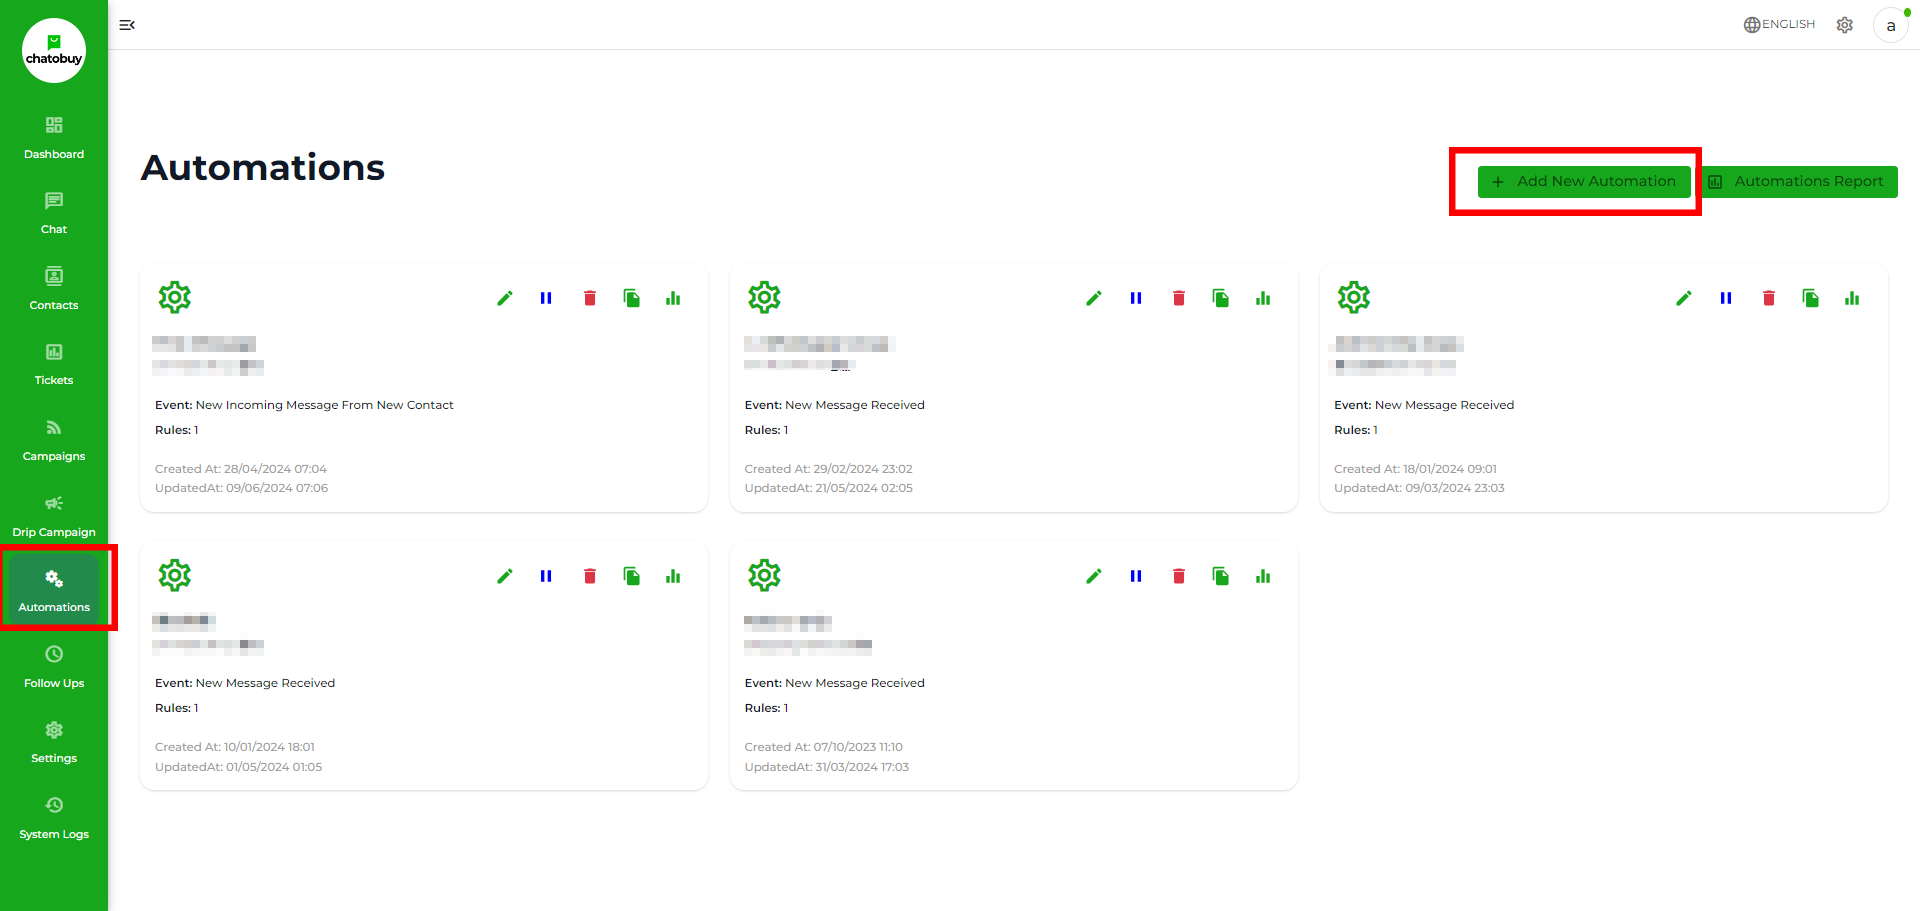 chatobuy
ENGLISH
a
Dashboard
Chat
Contacts
Tickets
Campaigns
Drip Campaign
Automations
Follow Ups
Settings
System Logs
Automations
+ Add New Automation
Automations Report
Event: New Incoming Message From New Contact
Rules: 1
Created At: 28/04/2024 07:04
UpdatedAt: 09/06/2024 07:06
Event: New Message Received
Rules: 1
Created At: 29/02/2024 23:02
UpdatedAt: 21/05/2024 02:05
Event: New Message Received
Rules: 1
Created At: 18/01/2024 09:01
UpdatedAt: 09/03/2024 23:03
Event: New Message Received
Rules: 1
Created At: 10/01/2024 18:01
UpdatedAt: 01/05/2024 01:05
Event: New Message Received
Rules: 1
Created At: 07/10/2023 11:10
UpdatedAt: 31/03/2024 17:03